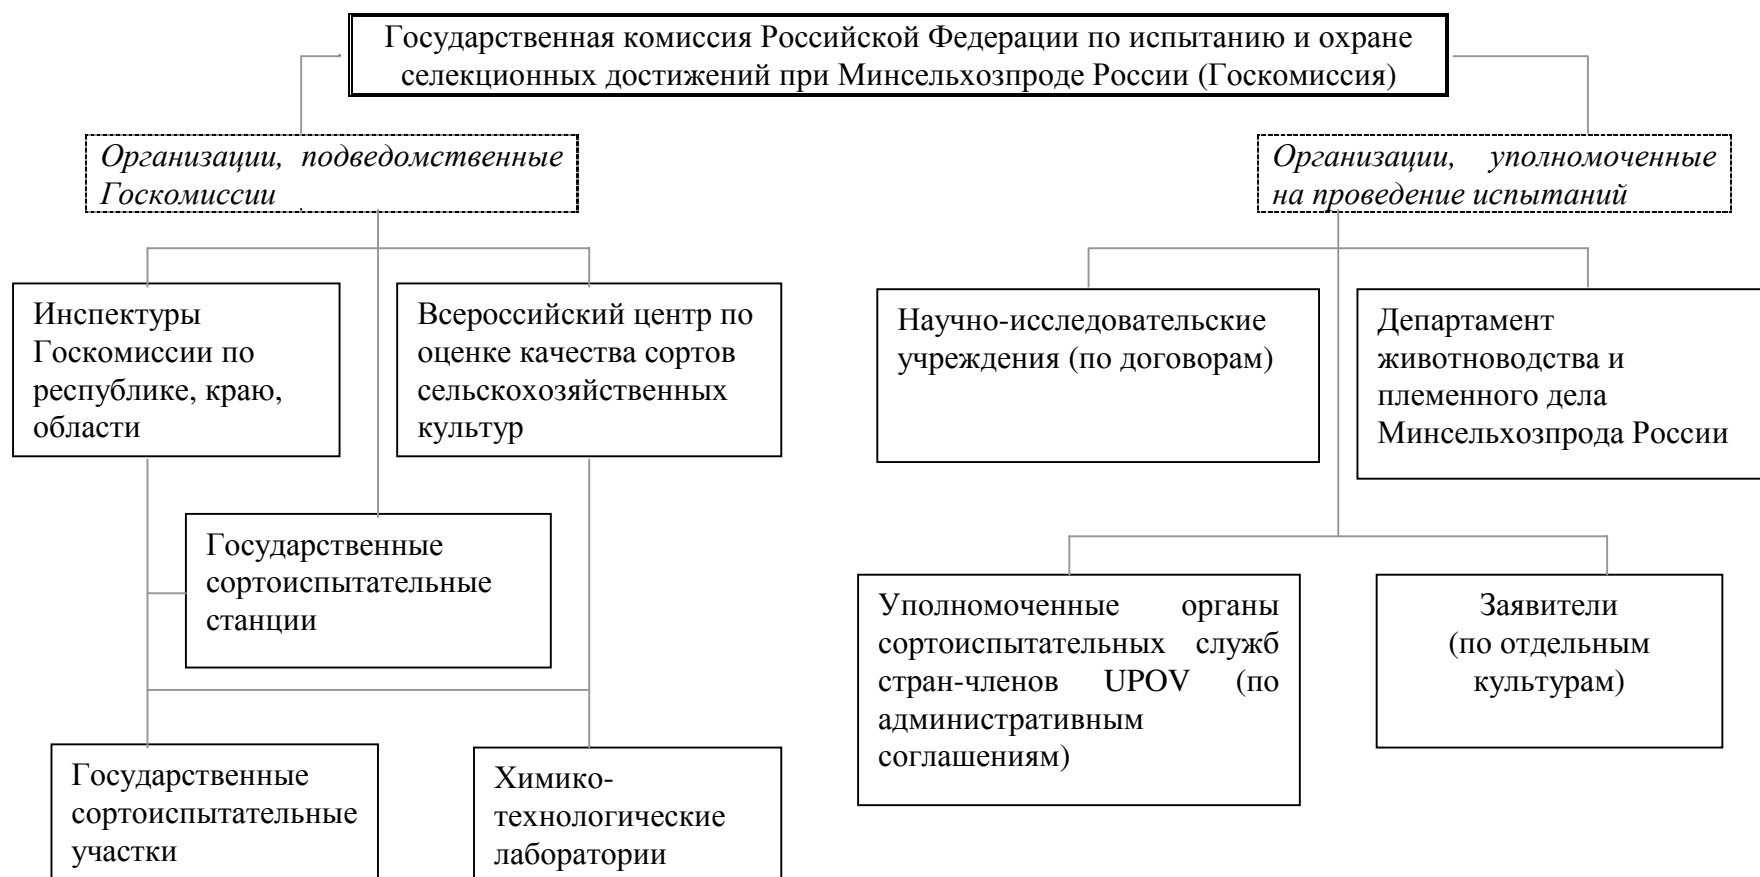 Государственная комиссия Российской Федерации по испытанию и охране
селекционных достижений при Минсельхозпроде России (Госкомиссия)
Организации, подведомственные
Госкомиссии
Организации, уполномоченные
на проведение испытаний
Инспектуры
Госкомиссии по
республике, краю,
области
Всероссийский центр по
оценке качества сортов
сельскохозяйственных
культур
Научно-исследовательские
учреждения (по договорам)
Департамент
животноводства и
племенного дела
Минсельхозпрода России
Государственные
сортоиспытательные
станции
Уполномоченные органы
сортоиспытательных служб
стран-членов UPOV (по
административным
соглашениям)
Заявители
(по отдельным
культурам)
Государственные
сортоиспытательные
участки
Химико-
технологические
лаборатории